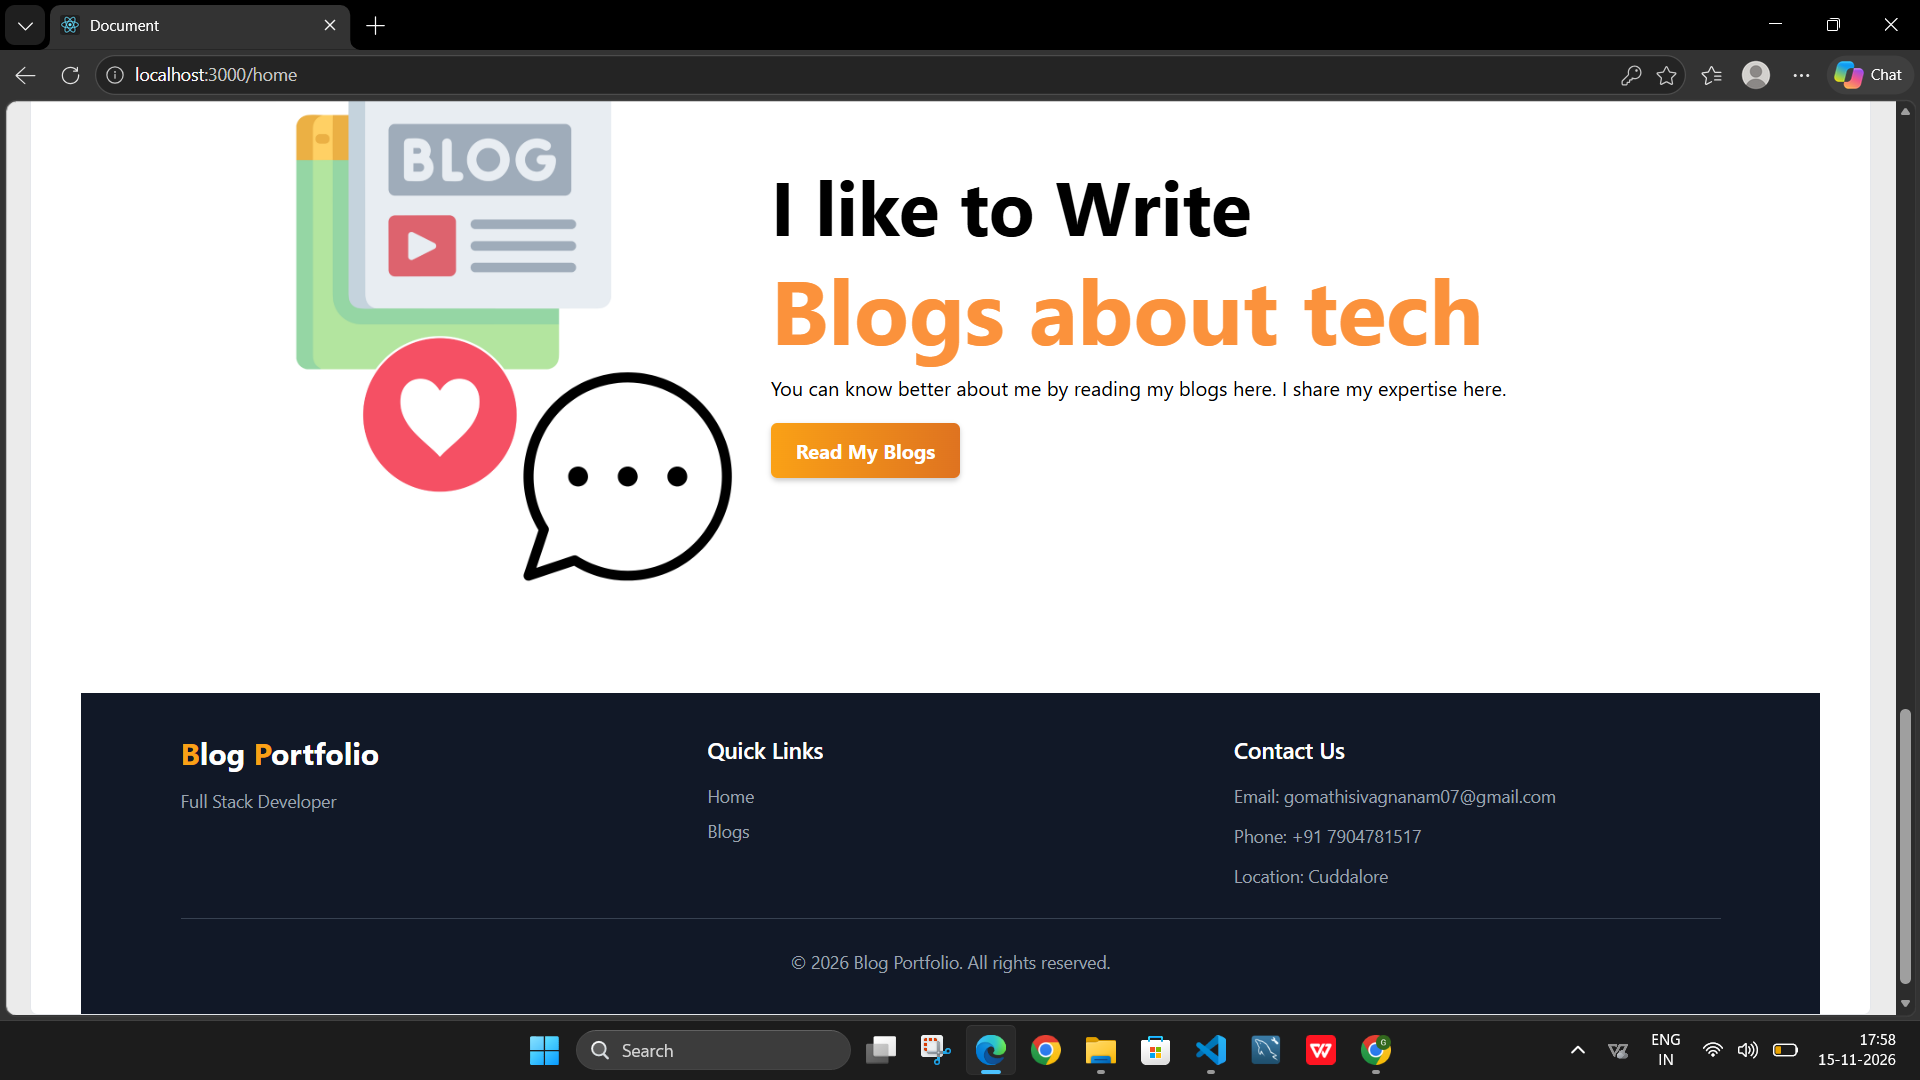 Document
localhost:3000/home
Chat
BLOG
I like to Write
Blogs about tech
You can know better about me by reading my blogs here. I share my expertise here.
Read My Blogs
Blog Portfolio
Full Stack Developer
Quick Links
Home
Blogs
Contact Us
Email: gomathisivagnanam07@gmail.com
Phone: +91 7904781517
Location: Cuddalore
© 2026 Blog Portfolio. All rights reserved.
Search
W
G
ENG
IN
17:58
15-11-2026